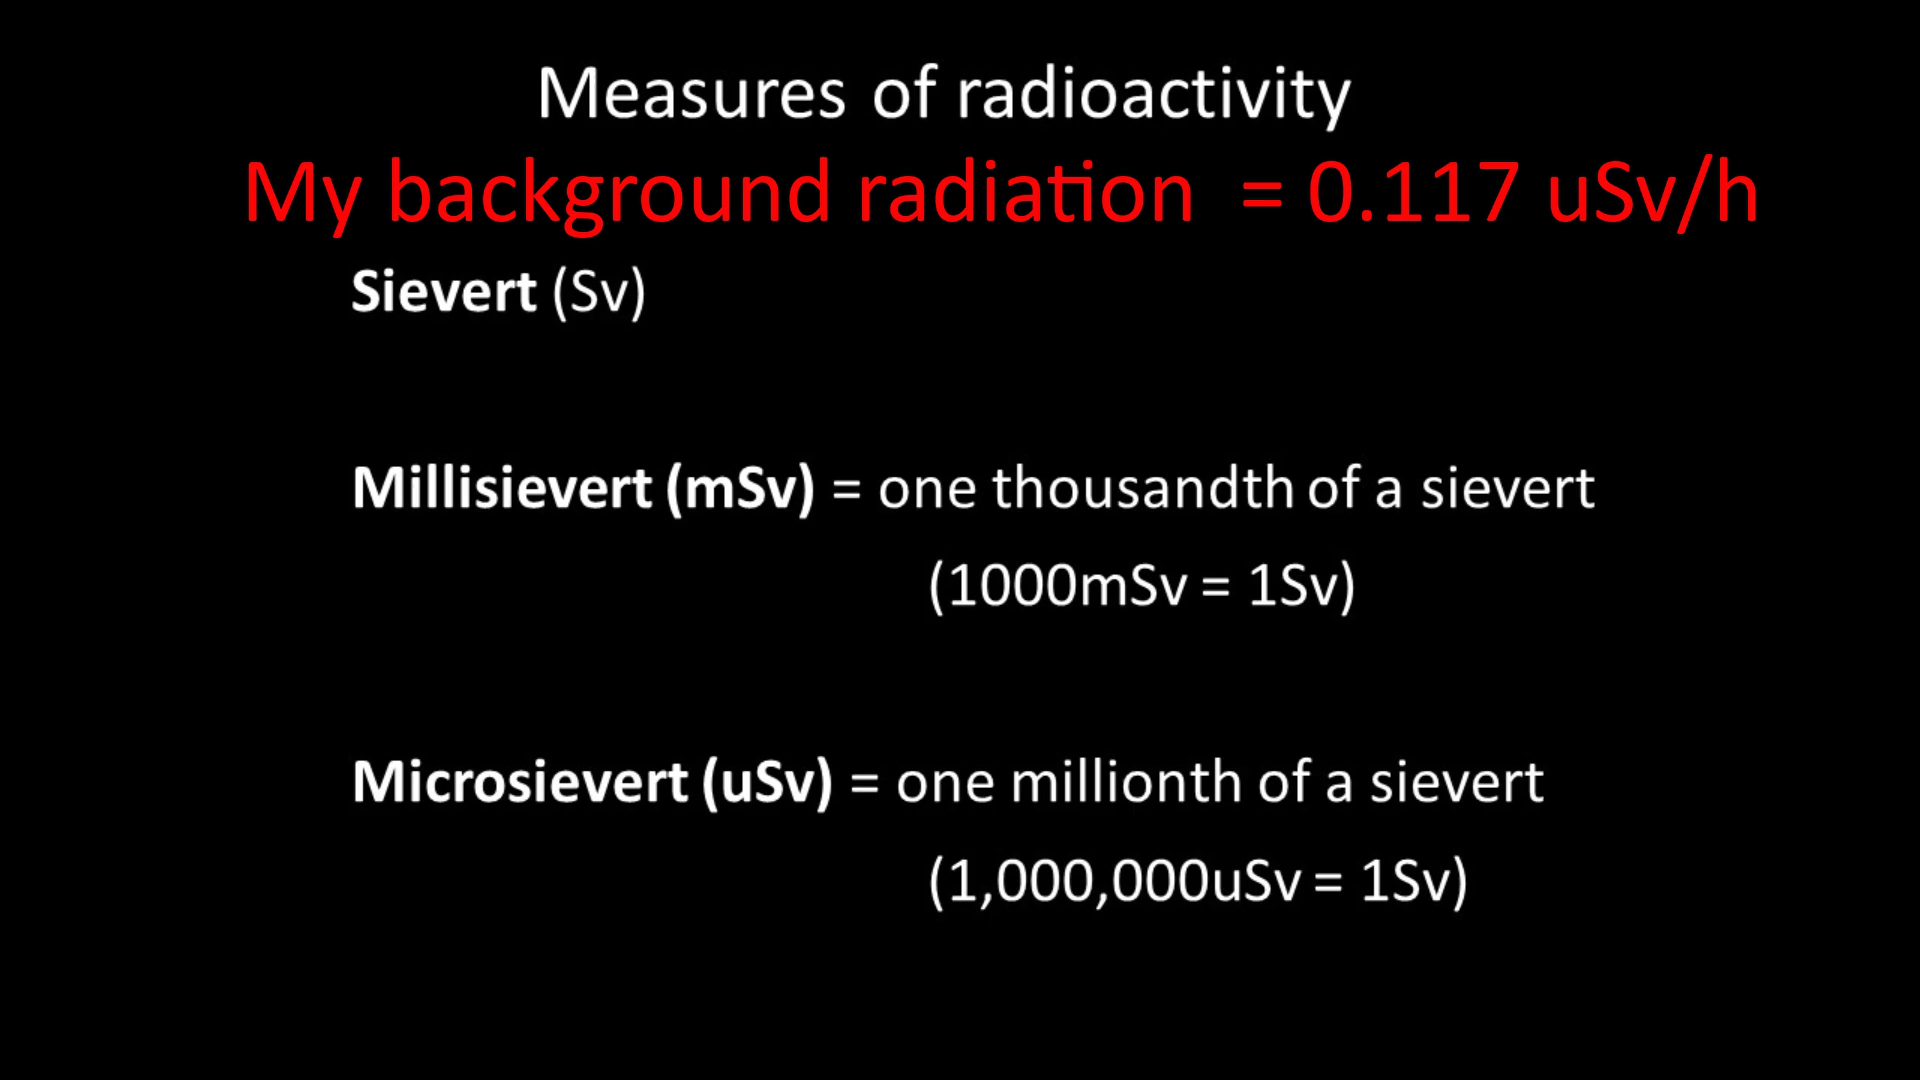 Measures of radioactivity
My background radiation = 0.117 uSv/h
Sievert (Sv)
Millisievert (mSv) = one thousandth of a sievert
(1000mSv = 1Sv)
Microsievert (uSv) = one millionth of a sievert
(1,000,000uSv = 1Sv)